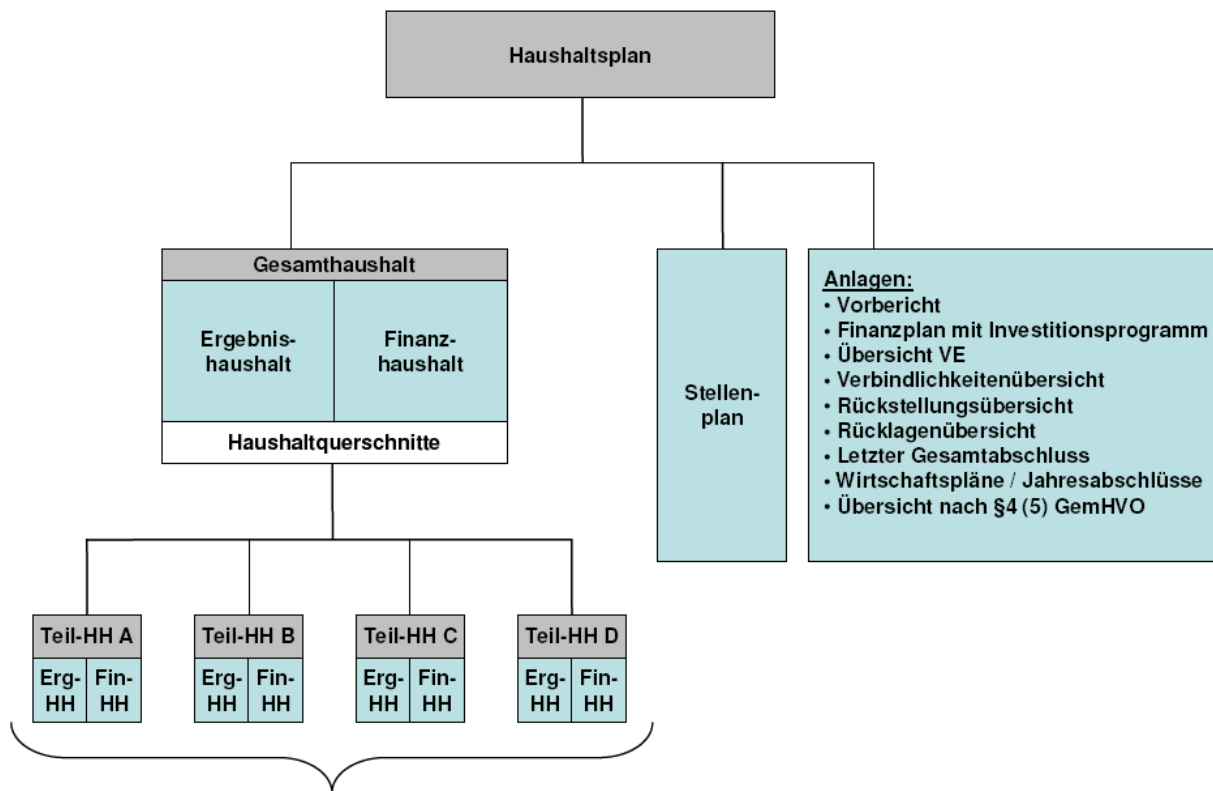 Haushaltsplan
Gesamthaushalt
Ergebnis-
haushalt
Finanz-
haushalt
Haushaltquerschnitte
Stellen-
plan
Anlagen:
• Vorbericht
• Finanzplan mit Investitionsprogramm
• Übersicht VE
• Verbindlichkeitenübersicht
• Rückstellungsübersicht
• Rücklagenübersicht
• Letzter Gesamtabschluss
• Wirtschaftspläne / Jahresabschlüsse
• Übersicht nach §4 (5) GemHVO
Teil-HH A
Erg-
HH
Fin-
HH
Teil-HH B
Erg-
HH
Fin-
HH
Teil-HH C
Erg-
HH
Fin-
HH
Teil-HH D
Erg-
HH
Fin-
HH